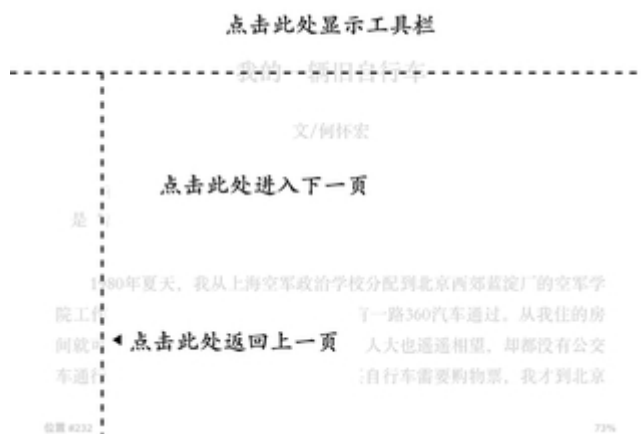 点击此处显示工具栏
我的一辆旧自行车
文/何怀宏
点击此处进入下一页
是
1980年夏天，我从上海空军政治学校分配到北京西郊蓝淀厂的空军学
院工 一路360汽车通过。从我住的房
点击此处返回上一页
间就 人大也遥遥相望，却都没有公交
车通行 自行车需要购物票，我才到北京
位置 #232
73%